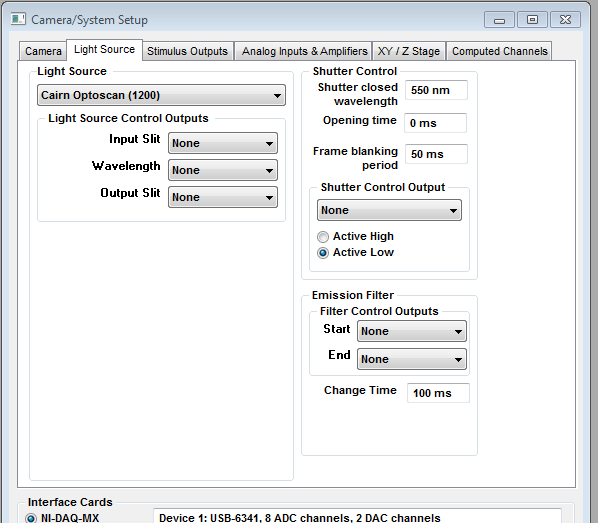 Camera/System Setup
Camera Light Source Stimulus Outputs Analog Inputs & Amplifiers XY / Z Stage Computed Channels
Light Source
Cairn Optoscan (1200)
Light Source Control Outputs
Input Slit None
Wavelength None
Output Slit None
Shutter Control
Shutter closed
wavelength 550 nm
Opening time 0 ms
Frame blanking
period 50 ms
Shutter Control Output
None
Active High
Active Low
Emission Filter
Filter Control Outputs
Start None
End None
Change Time 100 ms
Interface Cards
NI-DAQ-MX Device 1: USB-6341, 8 ADC channels, 2 DAC channels